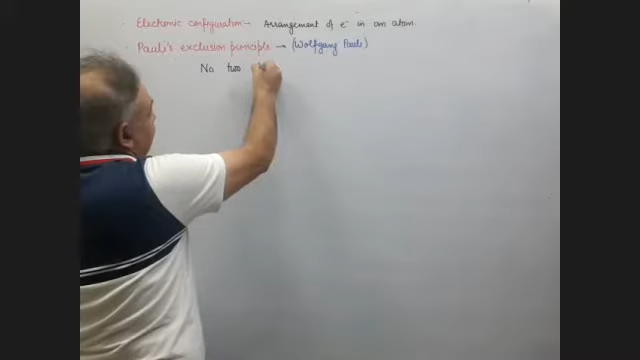 Electronic configuration - Arrangement of e⁻ in an atom.
Pauli's exclusion principle → (Wolfgang Pauli)
No two